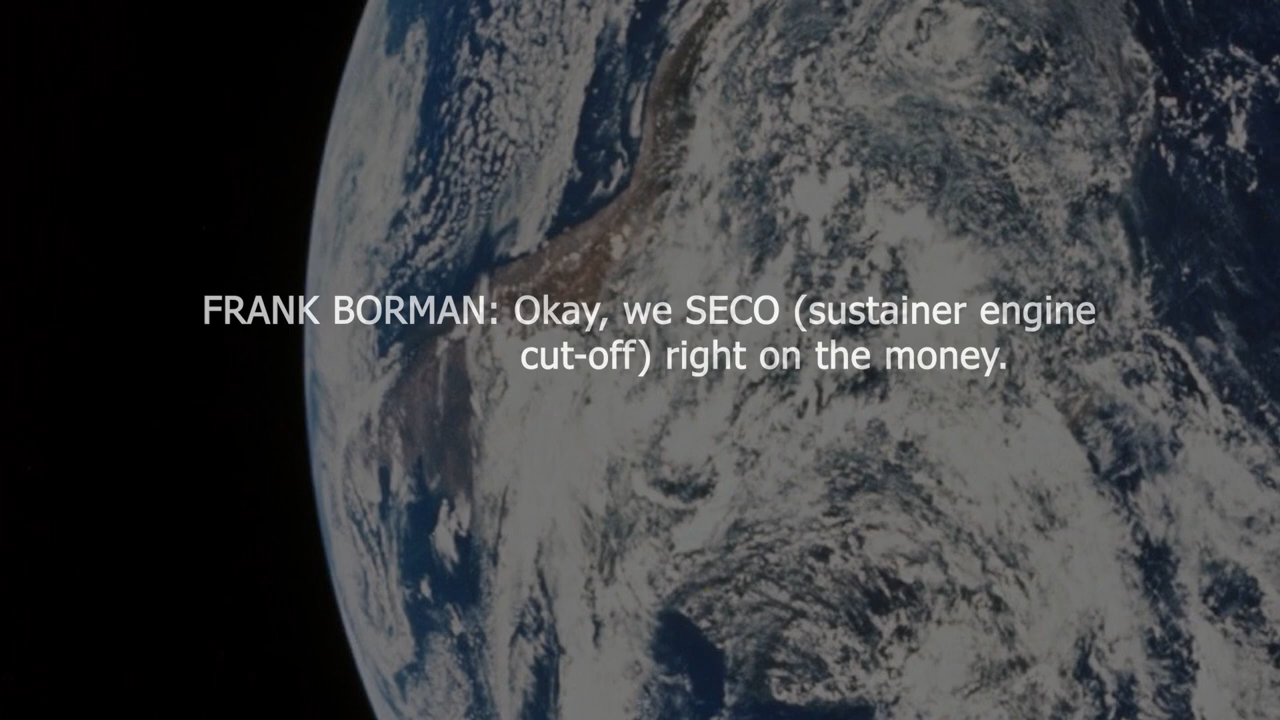 FRANK BORMAN: Okay, we SECO (sustainer engine
cut-off) right on the money.